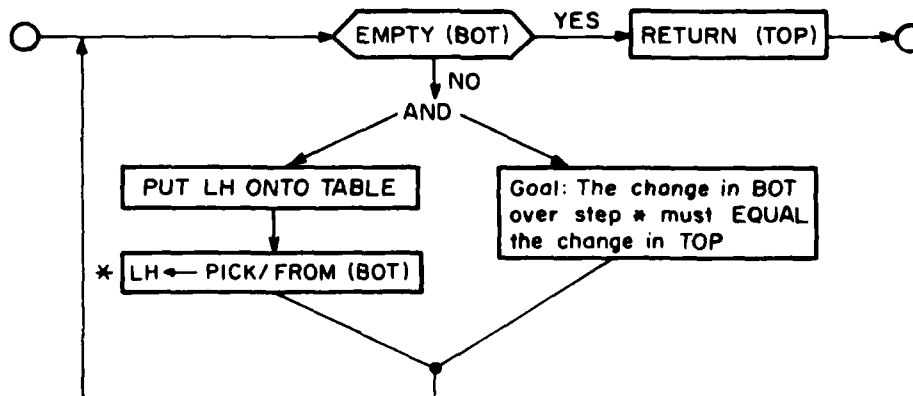 EMPTY (BOT)
YES
RETURN (TOP)
NO
AND
PUT LH ONTO TABLE
Goal: The change in BOT
over step * must EQUAL
the change in TOP
* LH ← PICK/FROM (BOT)